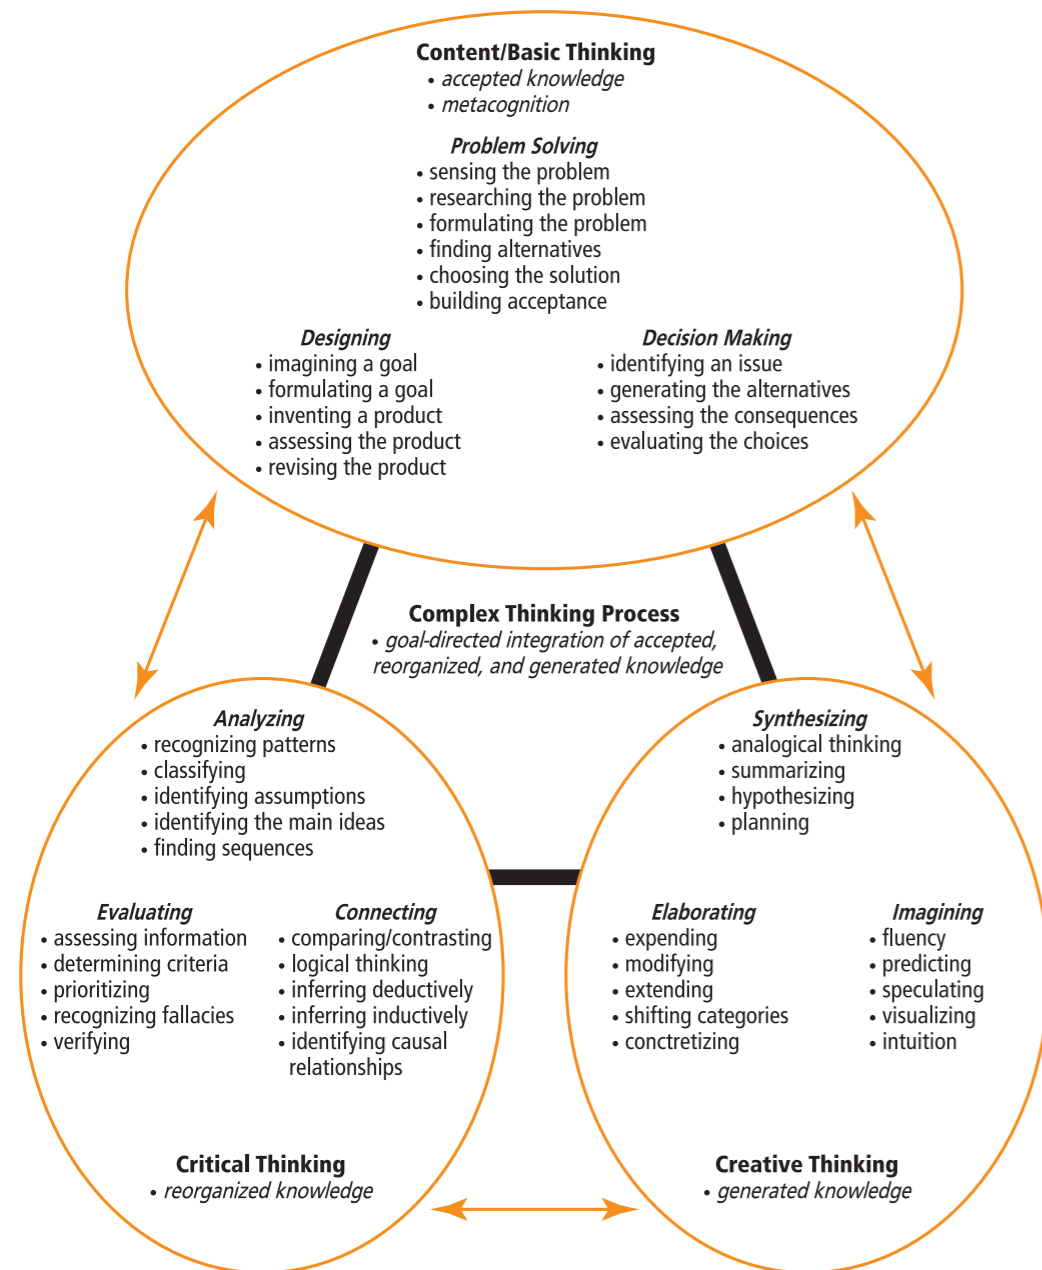 Content/Basic Thinking
• accepted knowledge
• metacognition
Problem Solving
• sensing the problem
• researching the problem
• formulating the problem
• finding alternatives
• choosing the solution
• building acceptance
Designing
• imagining a goal
• formulating a goal
• inventing a product
• assessing the product
• revising the product
Decision Making
• identifying an issue
• generating the alternatives
• assessing the consequences
• evaluating the choices
Complex Thinking Process
• goal-directed integration of accepted,
reorganized, and generated knowledge
Analyzing
• recognizing patterns
• classifying
• identifying assumptions
• identifying the main ideas
• finding sequences
Evaluating
• assessing information
• determining criteria
• prioritizing
• recognizing fallacies
• verifying
Connecting
• comparing/contrasting
• logical thinking
• inferring deductively
• inferring inductively
• identifying causal
relationships
Critical Thinking
• reorganized knowledge
Synthesizing
• analogical thinking
• summarizing
• hypothesizing
• planning
Elaborating
• expending
• modifying
• extending
• shifting categories
• conctretizing
Imagining
• fluency
• predicting
• speculating
• visualizing
• intuition
Creative Thinking
• generated knowledge